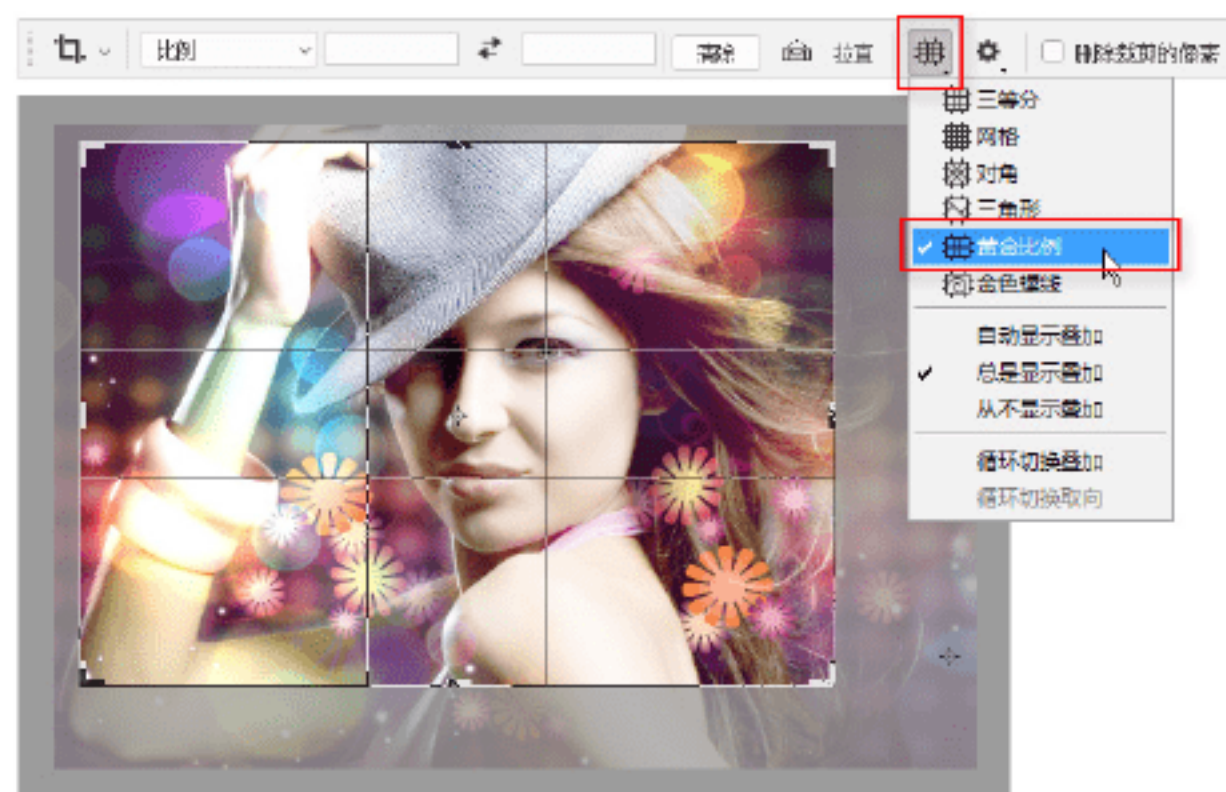 比例 清除 拉直 删除裁剪的像素
三等分
网格
对角
三角形
黄金比例
金色螺线
自动显示叠加
总是显示叠加
从不显示叠加
循环切换叠加
循环切换取向